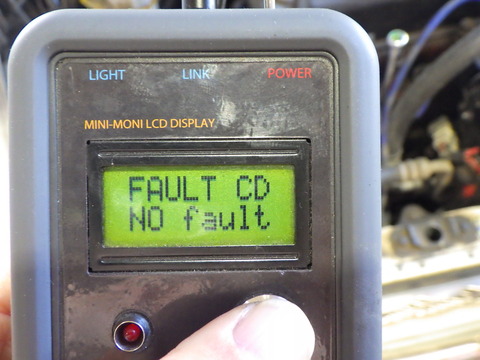 LIGHT LINK POWER
MINI-MONI LCD DISPLAY
FAULT CD
NO fault